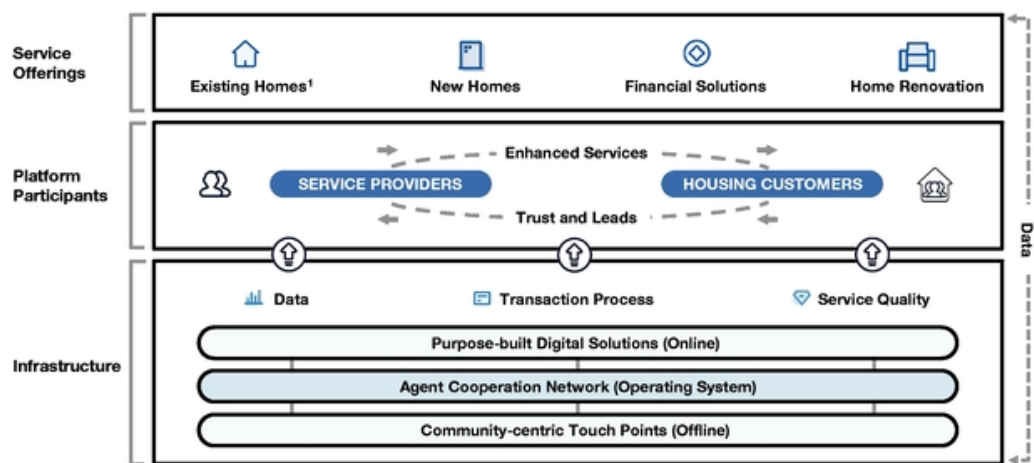 Service
Offerings
Existing Homes¹
New Homes
Financial Solutions
Home Renovation
Platform
Participants
Enhanced Services
SERVICE PROVIDERS
HOUSING CUSTOMERS
Trust and Leads
Data
Infrastructure
Data
Transaction Process
Service Quality
Purpose-built Digital Solutions (Online)
Agent Cooperation Network (Operating System)
Community-centric Touch Points (Offline)